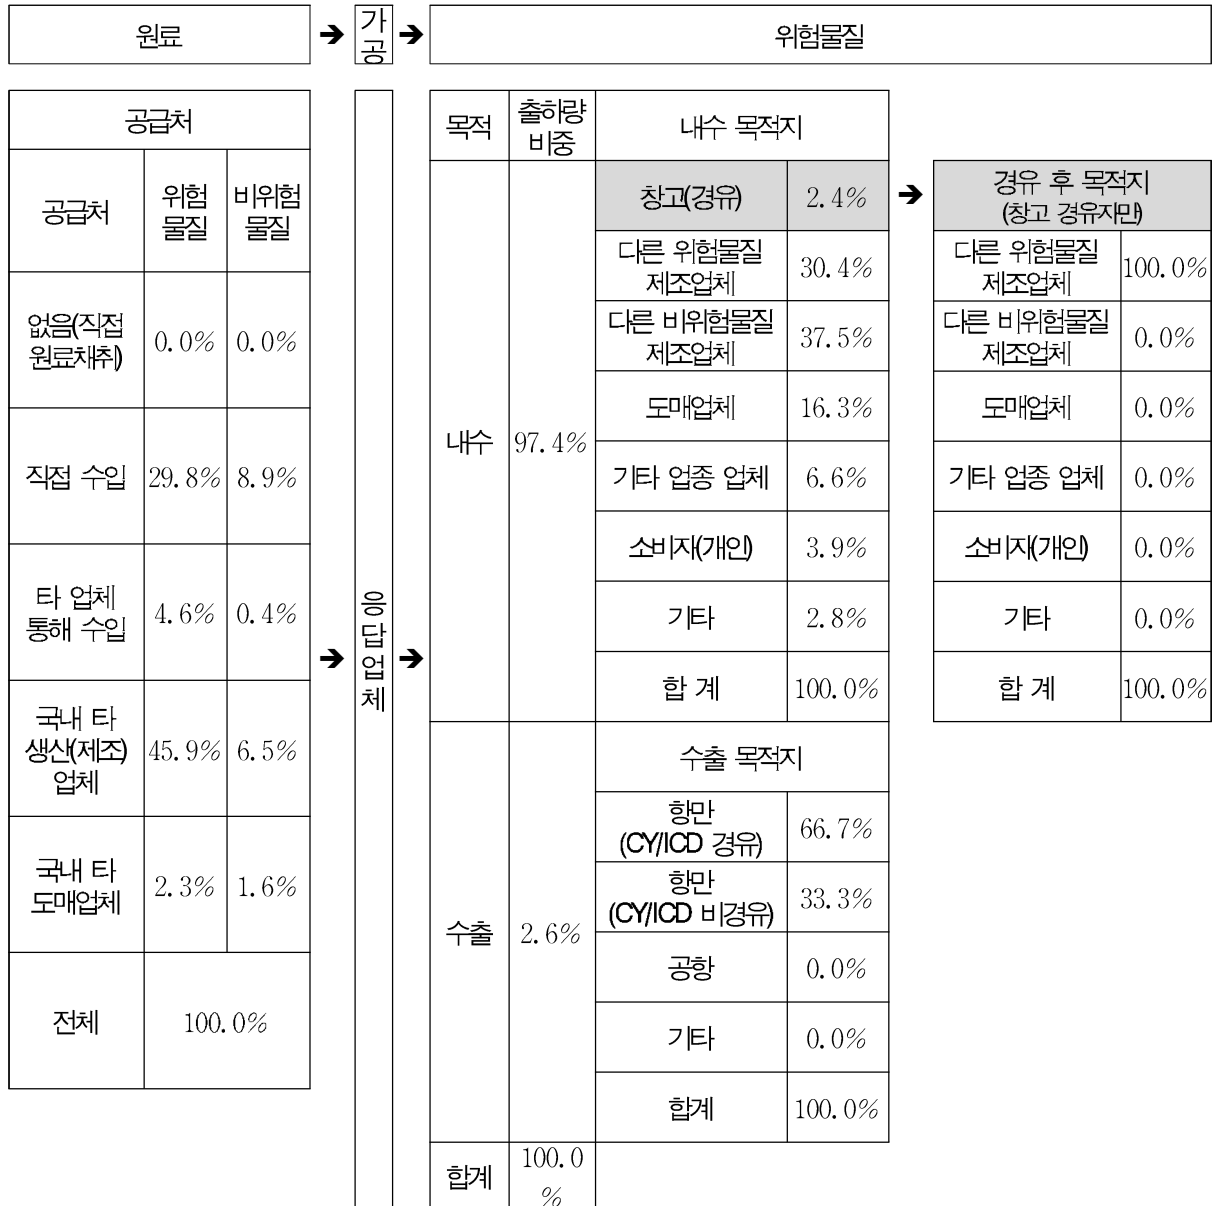 원료 ➔ 가공 ➔ 위험물질
공급처
공급처 위험물질 비위험물질
없음(직접 원료채취) 0.0% 0.0%
직접 수입 29.8% 8.9%
타 업체 통해 수입 4.6% 0.4%
국내 타 생산(제조) 업체 45.9% 6.5%
국내 타 도매업체 2.3% 1.6%
전체 100.0%
➔ 응답업체 ➔
목적 출하량 비중 내수 목적지
내수 97.4%
창고(경유) 2.4% ➔
다른 위험물질 제조업체 30.4%
다른 비위험물질 제조업체 37.5%
도매업체 16.3%
기타 업종 업체 6.6%
소비자(개인) 3.9%
기타 2.8%
합 계 100.0%
경유 후 목적지
(창고 경유자만)
다른 위험물질 제조업체 100.0%
다른 비위험물질 제조업체 0.0%
도매업체 0.0%
기타 업종 업체 0.0%
소비자(개인) 0.0%
기타 0.0%
합 계 100.0%
수출 2.6%
수출 목적지
항만 (CY/ICD 경유) 66.7%
항만 (CY/ICD 비경유) 33.3%
공항 0.0%
기타 0.0%
합계 100.0%
합계 100.0%